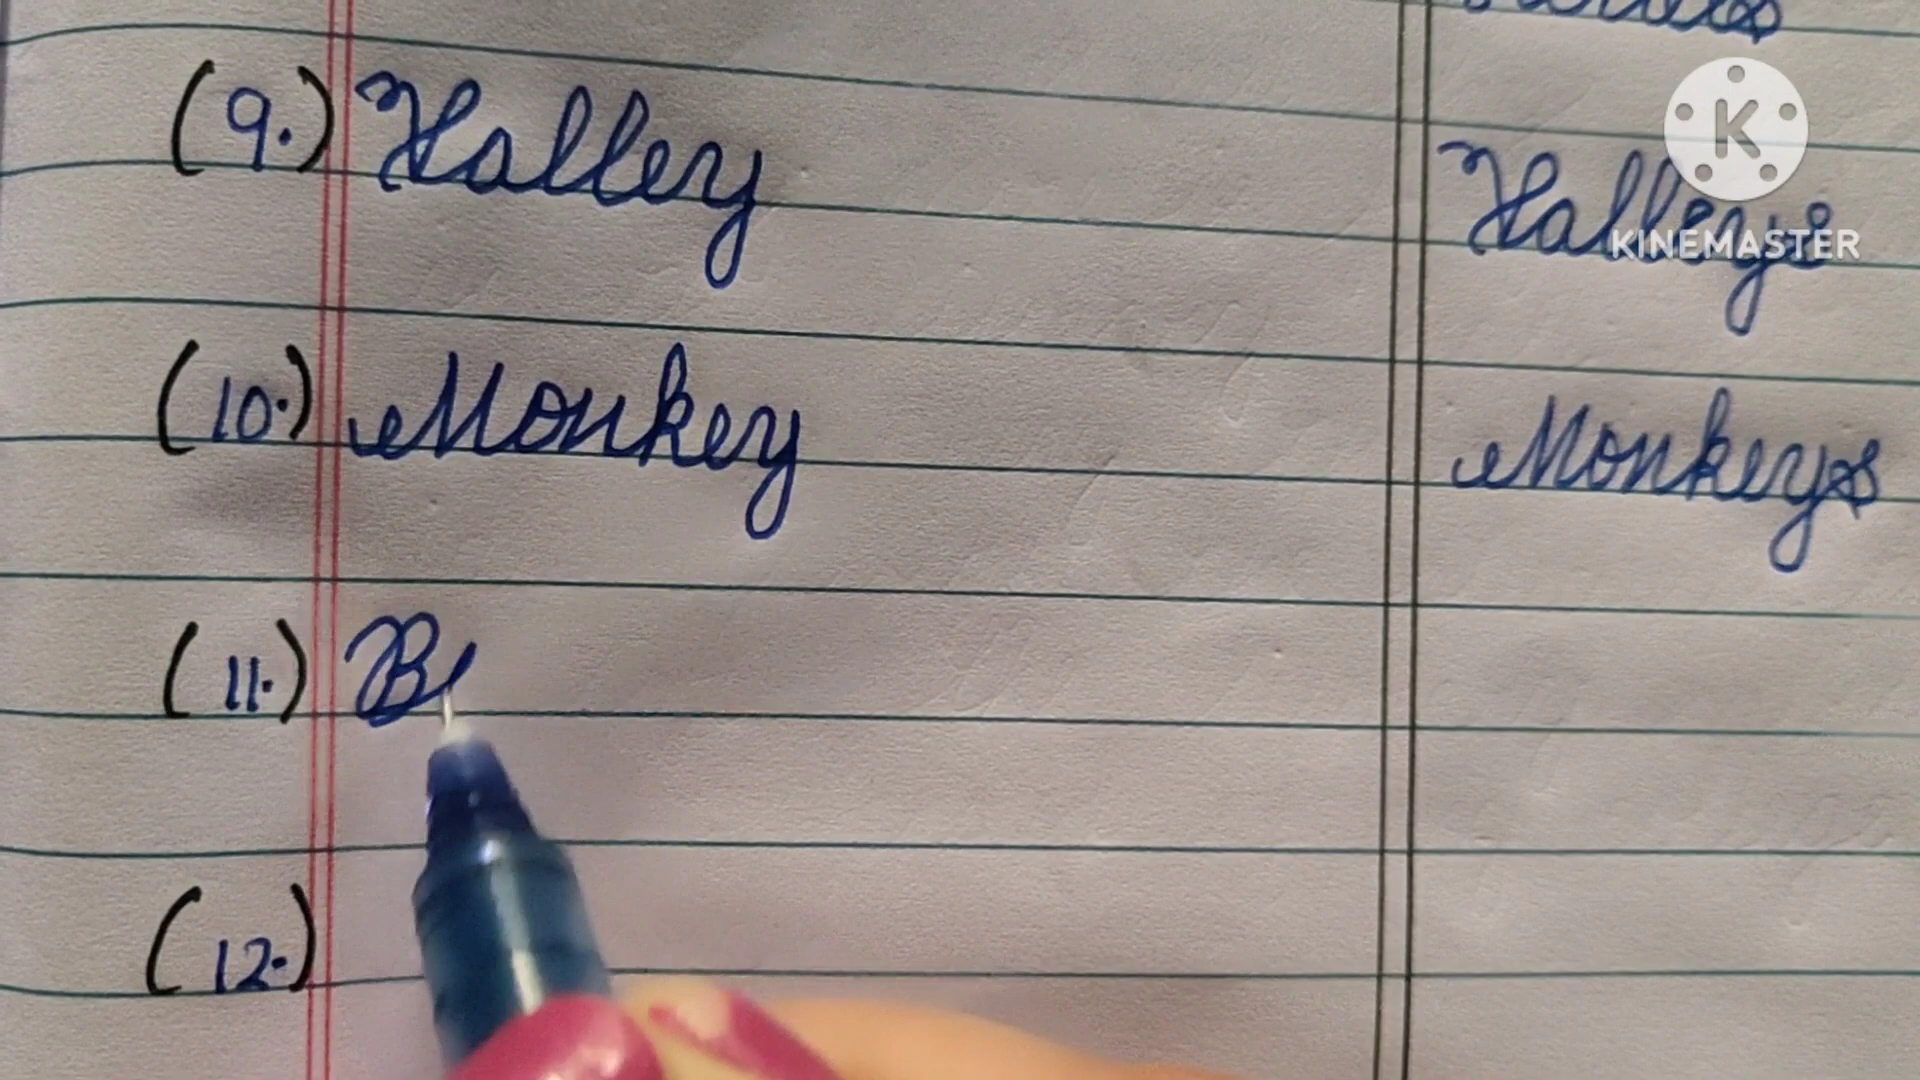 (9.) Valley Valleys
(10.) Monkey Monkeys
(11.) B
(12.)
K
KINEMASTER